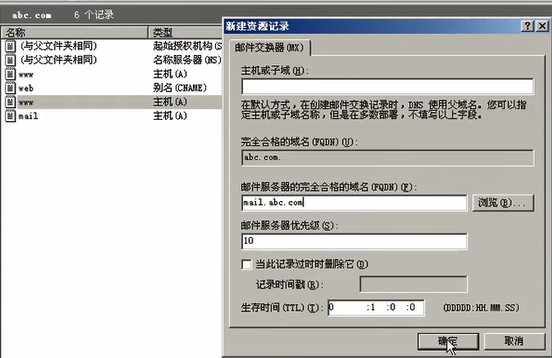 abc.com    6 个记录
名称    类型
(与父文件夹相同)    起始授权机构(S
(与父文件夹相同)    名称服务器(NS)
www    主机(A)
web    别名(CNAME)
www    主机(A)
mail    主机(A)
新建资源记录
邮件交换器(MX)
主机或子域(H):
在默认方式，在创建邮件交换记录时，DNS 使用父域名。您可以指
定主机或子域名称，但是在多数部署，不填写以上字段。
完全合格的域名(FQDN)(U):
abc.com.
邮件服务器的完全合格的域名(FQDN)(F):
mail.abc.com
浏览(B)...
邮件服务器优先级(S):
10
当此记录过时时删除它(D)
记录时间戳(R):
生存时间(TTL)(T): 0 :1 :0 :0 (DDDDD:HH.MM.SS)
确定    取消